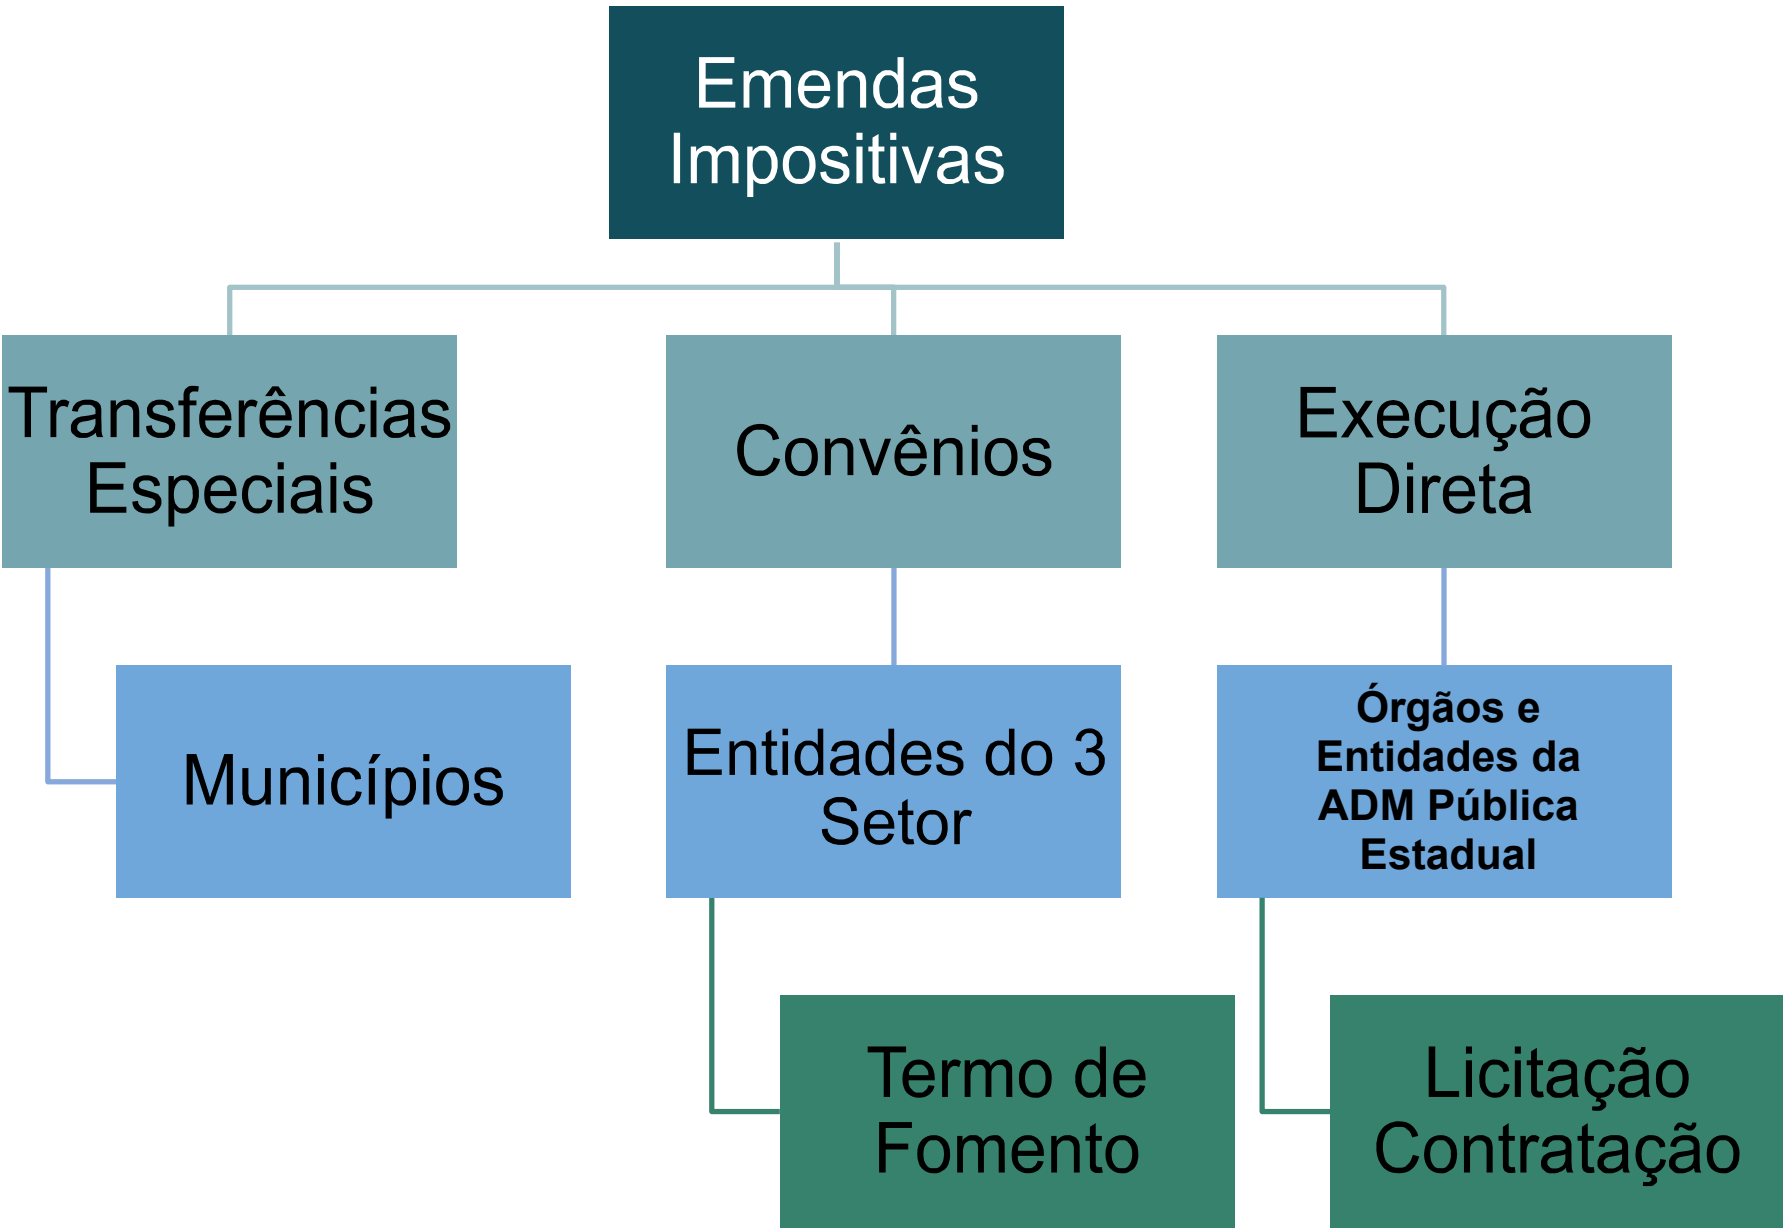 Emendas
Impositivas
Transferências
Especiais
Convênios
Execução
Direta
Municípios
Entidades do 3
Setor
Órgãos e
Entidades da
ADM Pública
Estadual
Termo de
Fomento
Licitação
Contratação